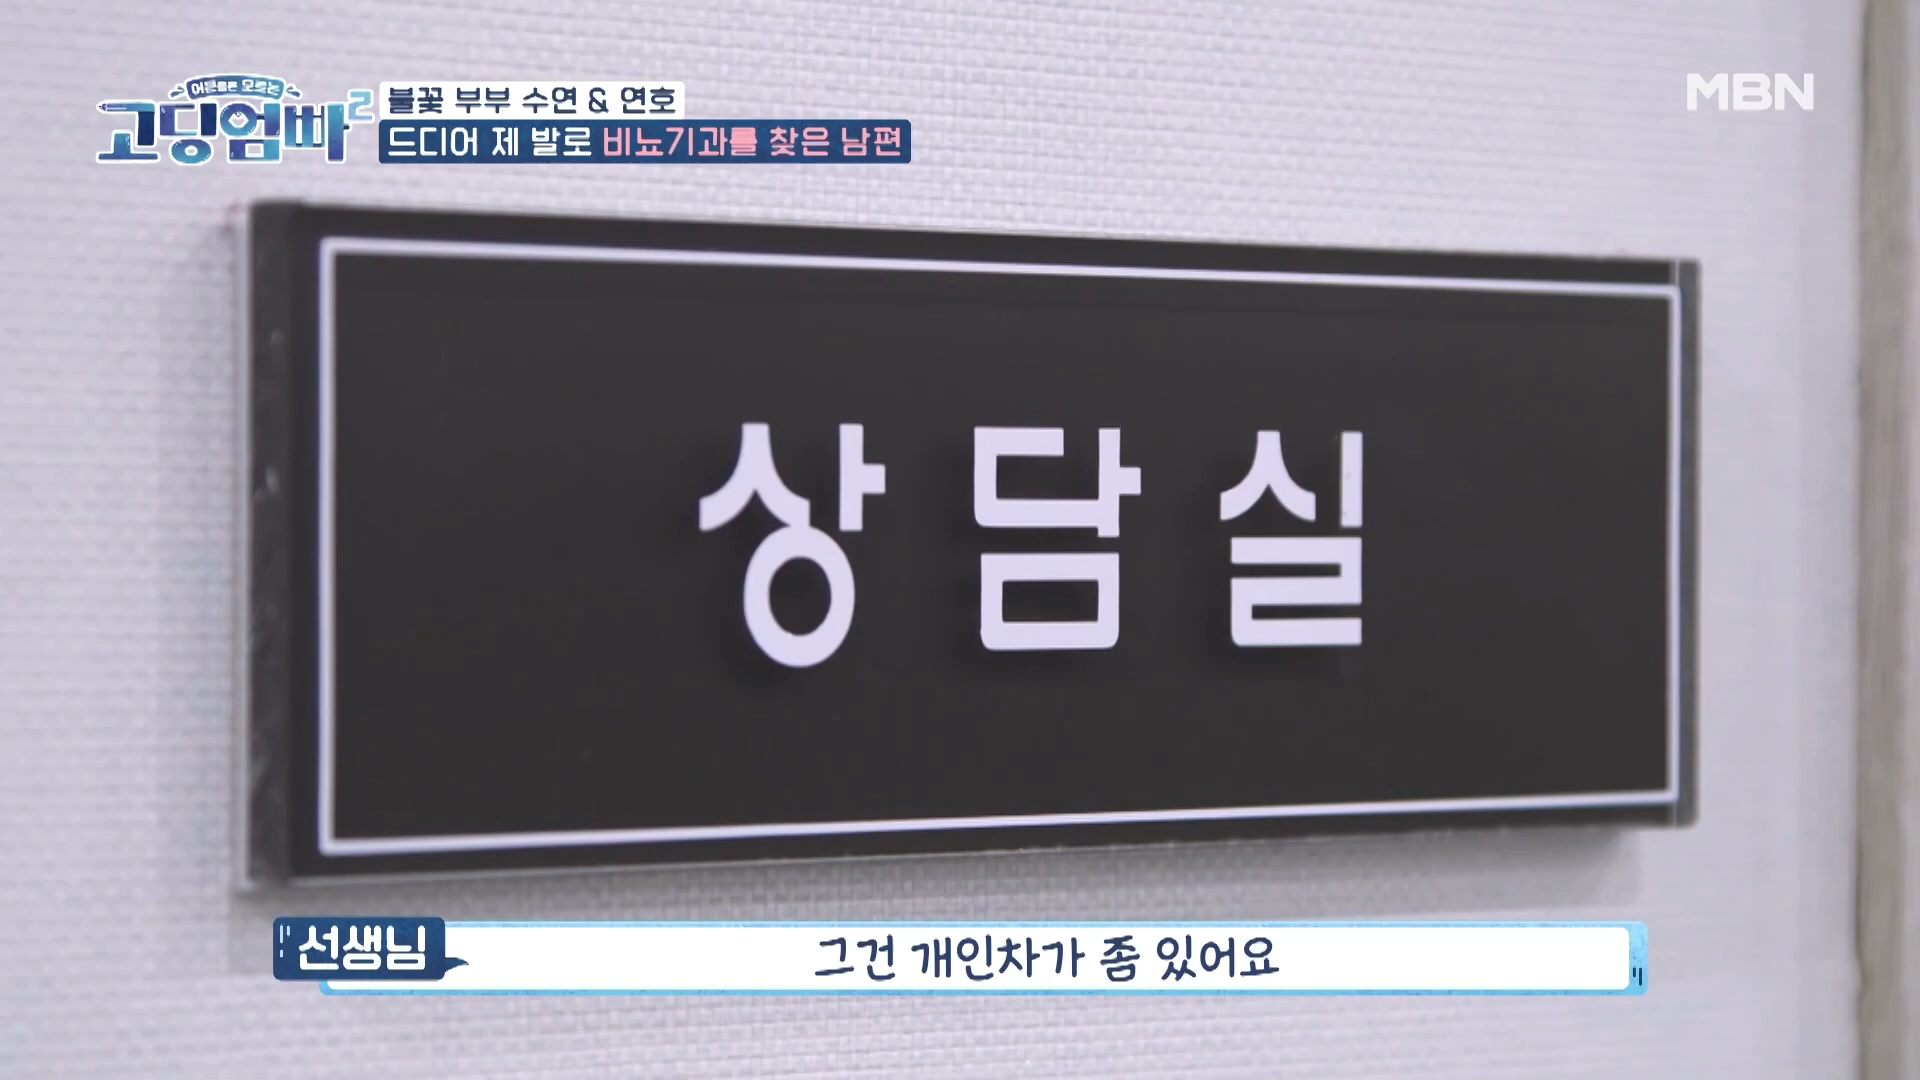 어른들은 모르는
고딩엄빠2
불꽃 부부 수연 & 연호
드디어 제 발로 비뇨기과를 찾은 남편
MBN
상담실
선생님
그건 개인차가 좀 있어요